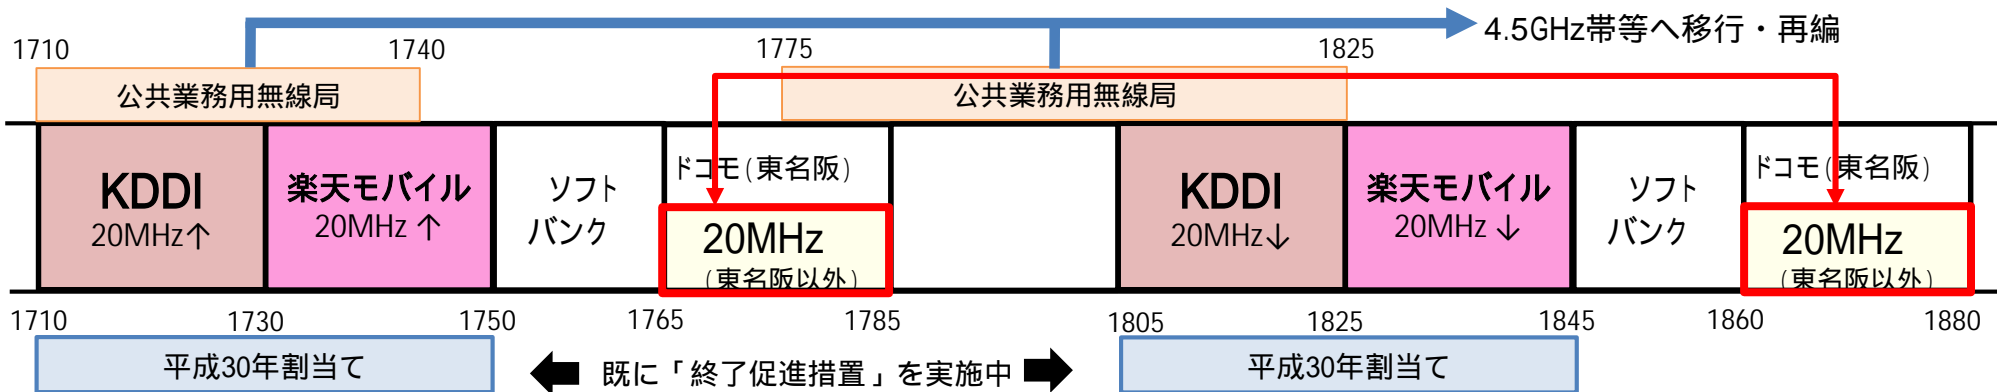 4.5GHz帯等へ移行・再編
1710
1740
1775
1825
公共業務用無線局
公共業務用無線局
KDDI
20MHz↑
楽天モバイル
20MHz ↑
ソフト
バンク
ドコモ(東名阪)
20MHz
(東名阪以外)
KDDI
20MHz↓
楽天モバイル
20MHz ↓
ソフト
バンク
ドコモ(東名阪)
20MHz
(東名阪以外)
1710
1730
1750
1765
1785
1805
1825
1845
1860
1880
平成30年割当て
既に「終了促進措置」を実施中
平成30年割当て